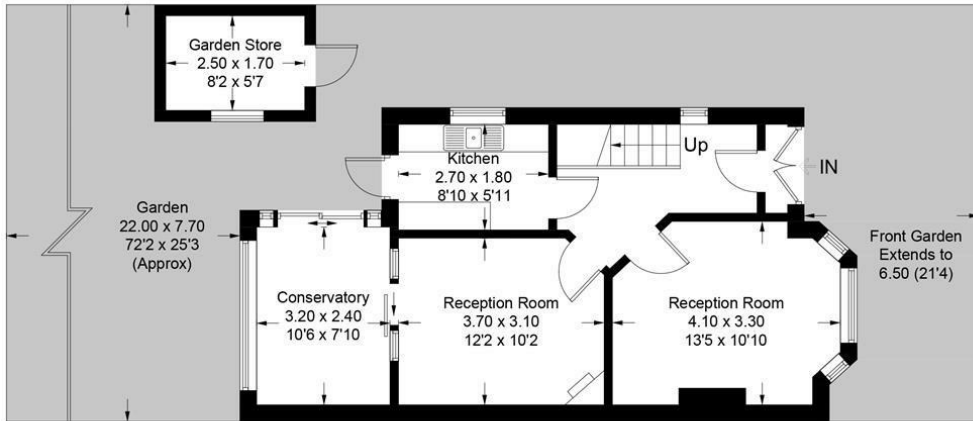 Garden Store
2.50 x 1.70
8'2 x 5'7
Kitchen
2.70 x 1.80
8'10 x 5'11
Up
IN
Garden
22.00 x 7.70
72'2 x 25'3
(Approx)
Front Garden
Extends to
6.50 (21'4)
Conservatory
3.20 x 2.40
10'6 x 7'10
Reception Room
3.70 x 3.10
12'2 x 10'2
Reception Room
4.10 x 3.30
13'5 x 10'10